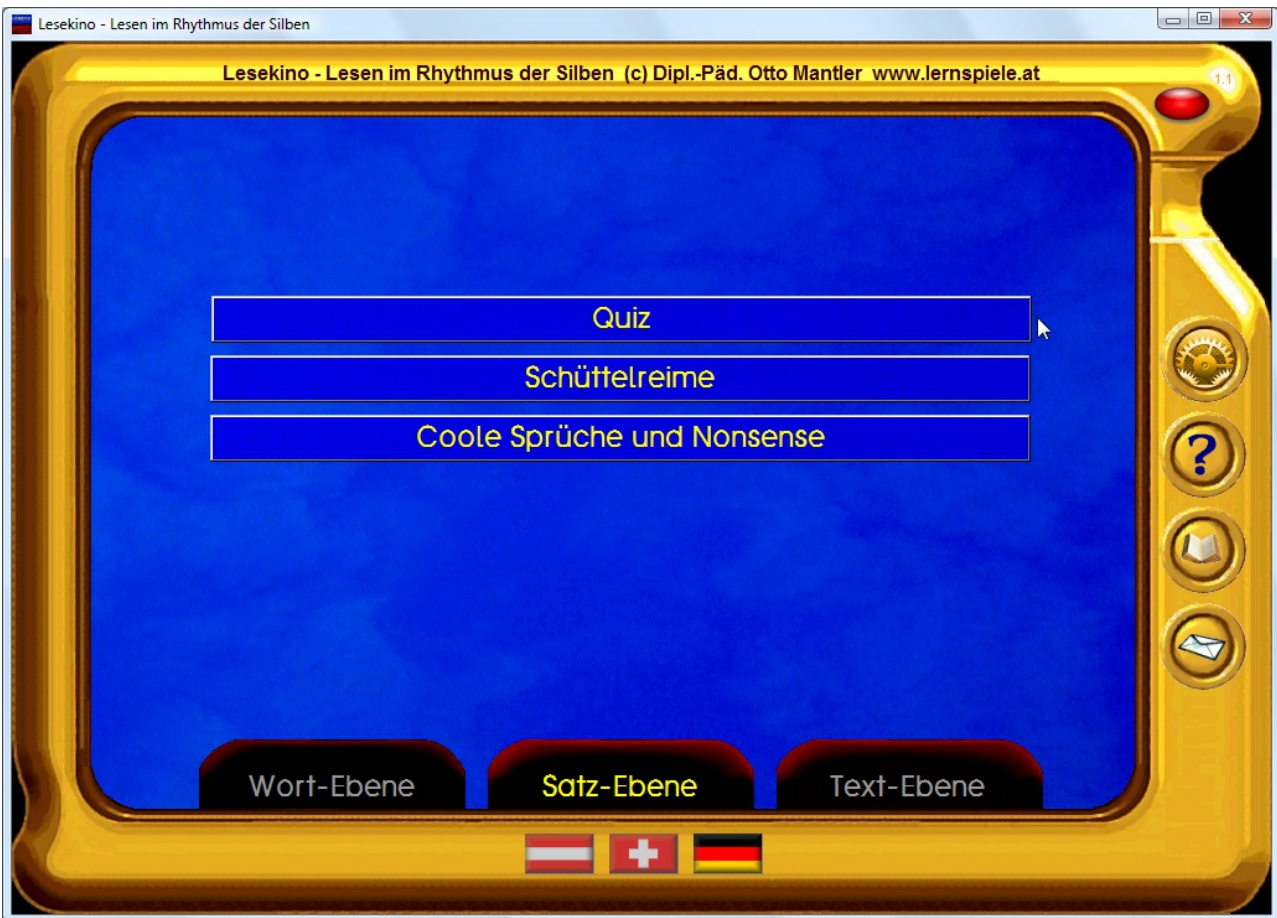 Lesekino - Lesen im Rhythmus der Silben
Lesekino - Lesen im Rhythmus der Silben (c) Dipl.-Päd. Otto Mantler www.lernspiele.at
1.1
Quiz
Schüttelreime
Coole Sprüche und Nonsense
?
Wort-Ebene
Satz-Ebene
Text-Ebene